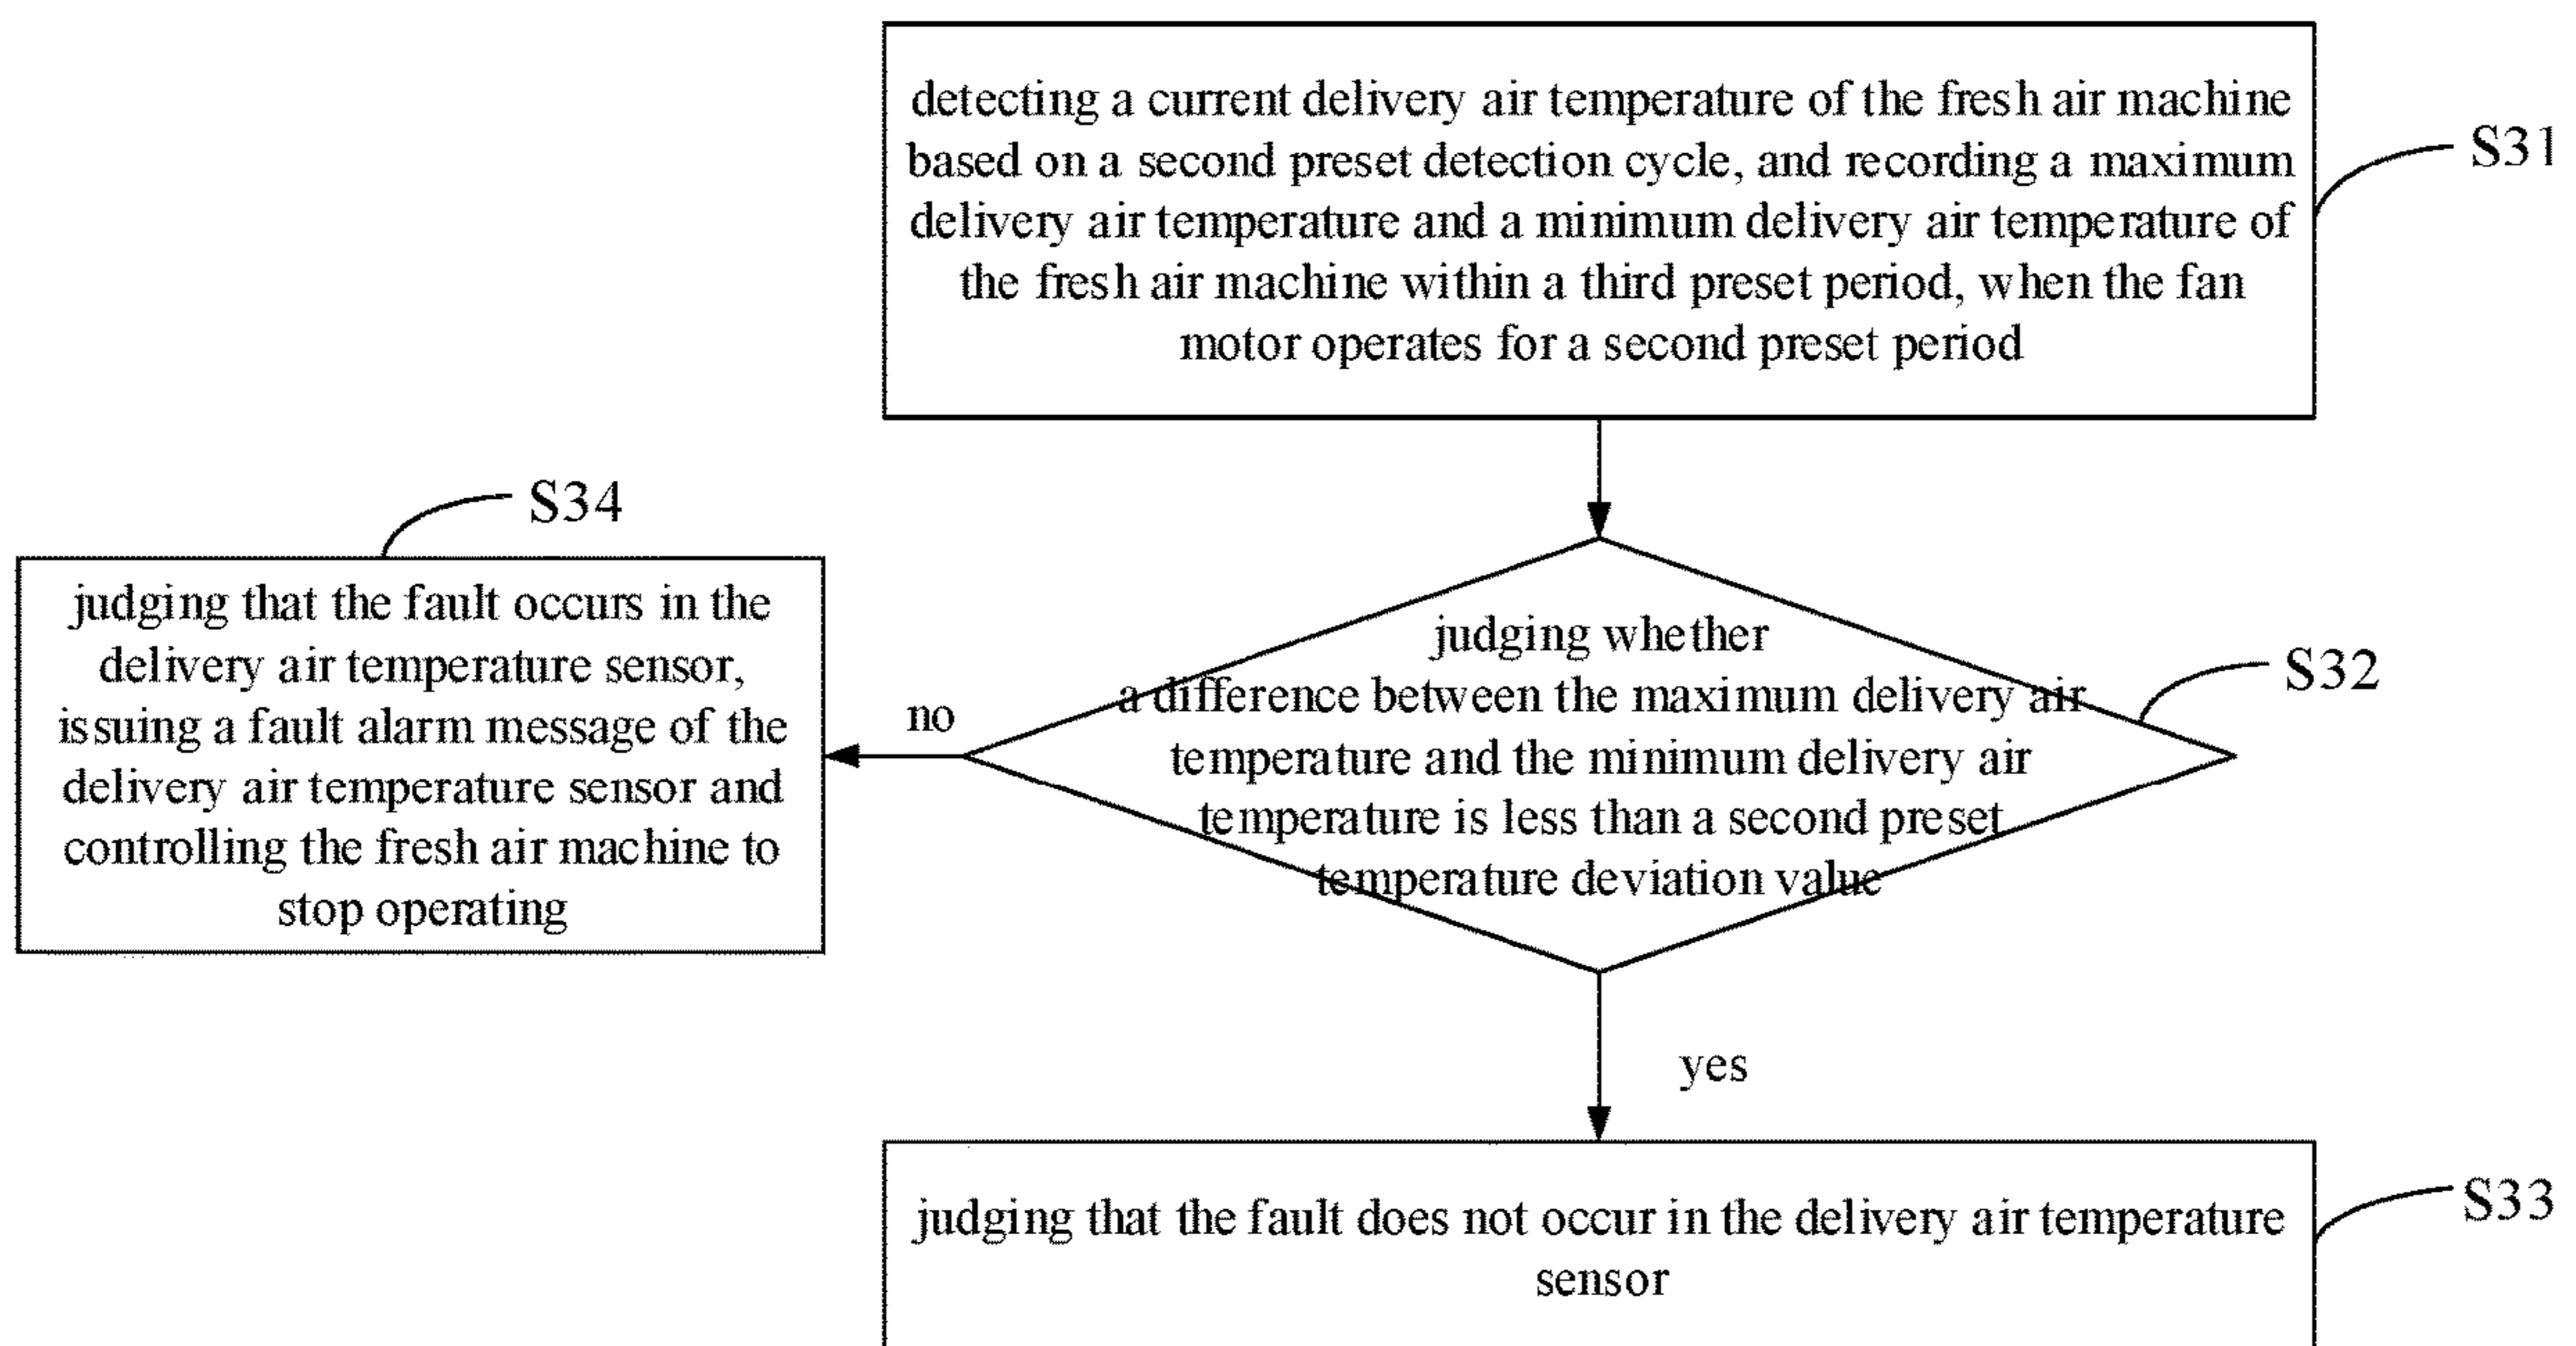 detecting a current delivery air temperature of the fresh air machine
based on a second preset detection cycle, and recording a maximum
delivery air temperature and a minimum delivery air temperature of
the fresh air machine within a third preset period, when the fan
motor operates for a second preset period
S31
S34
judging that the fault occurs in the
delivery air temperature sensor,
issuing a fault alarm message of the
delivery air temperature sensor and
controlling the fresh air machine to
stop operating
no
judging whether
a difference between the maximum delivery air
temperature and the minimum delivery air
temperature is less than a second preset
temperature deviation value
S32
yes
judging that the fault does not occur in the delivery air temperature
sensor
S33